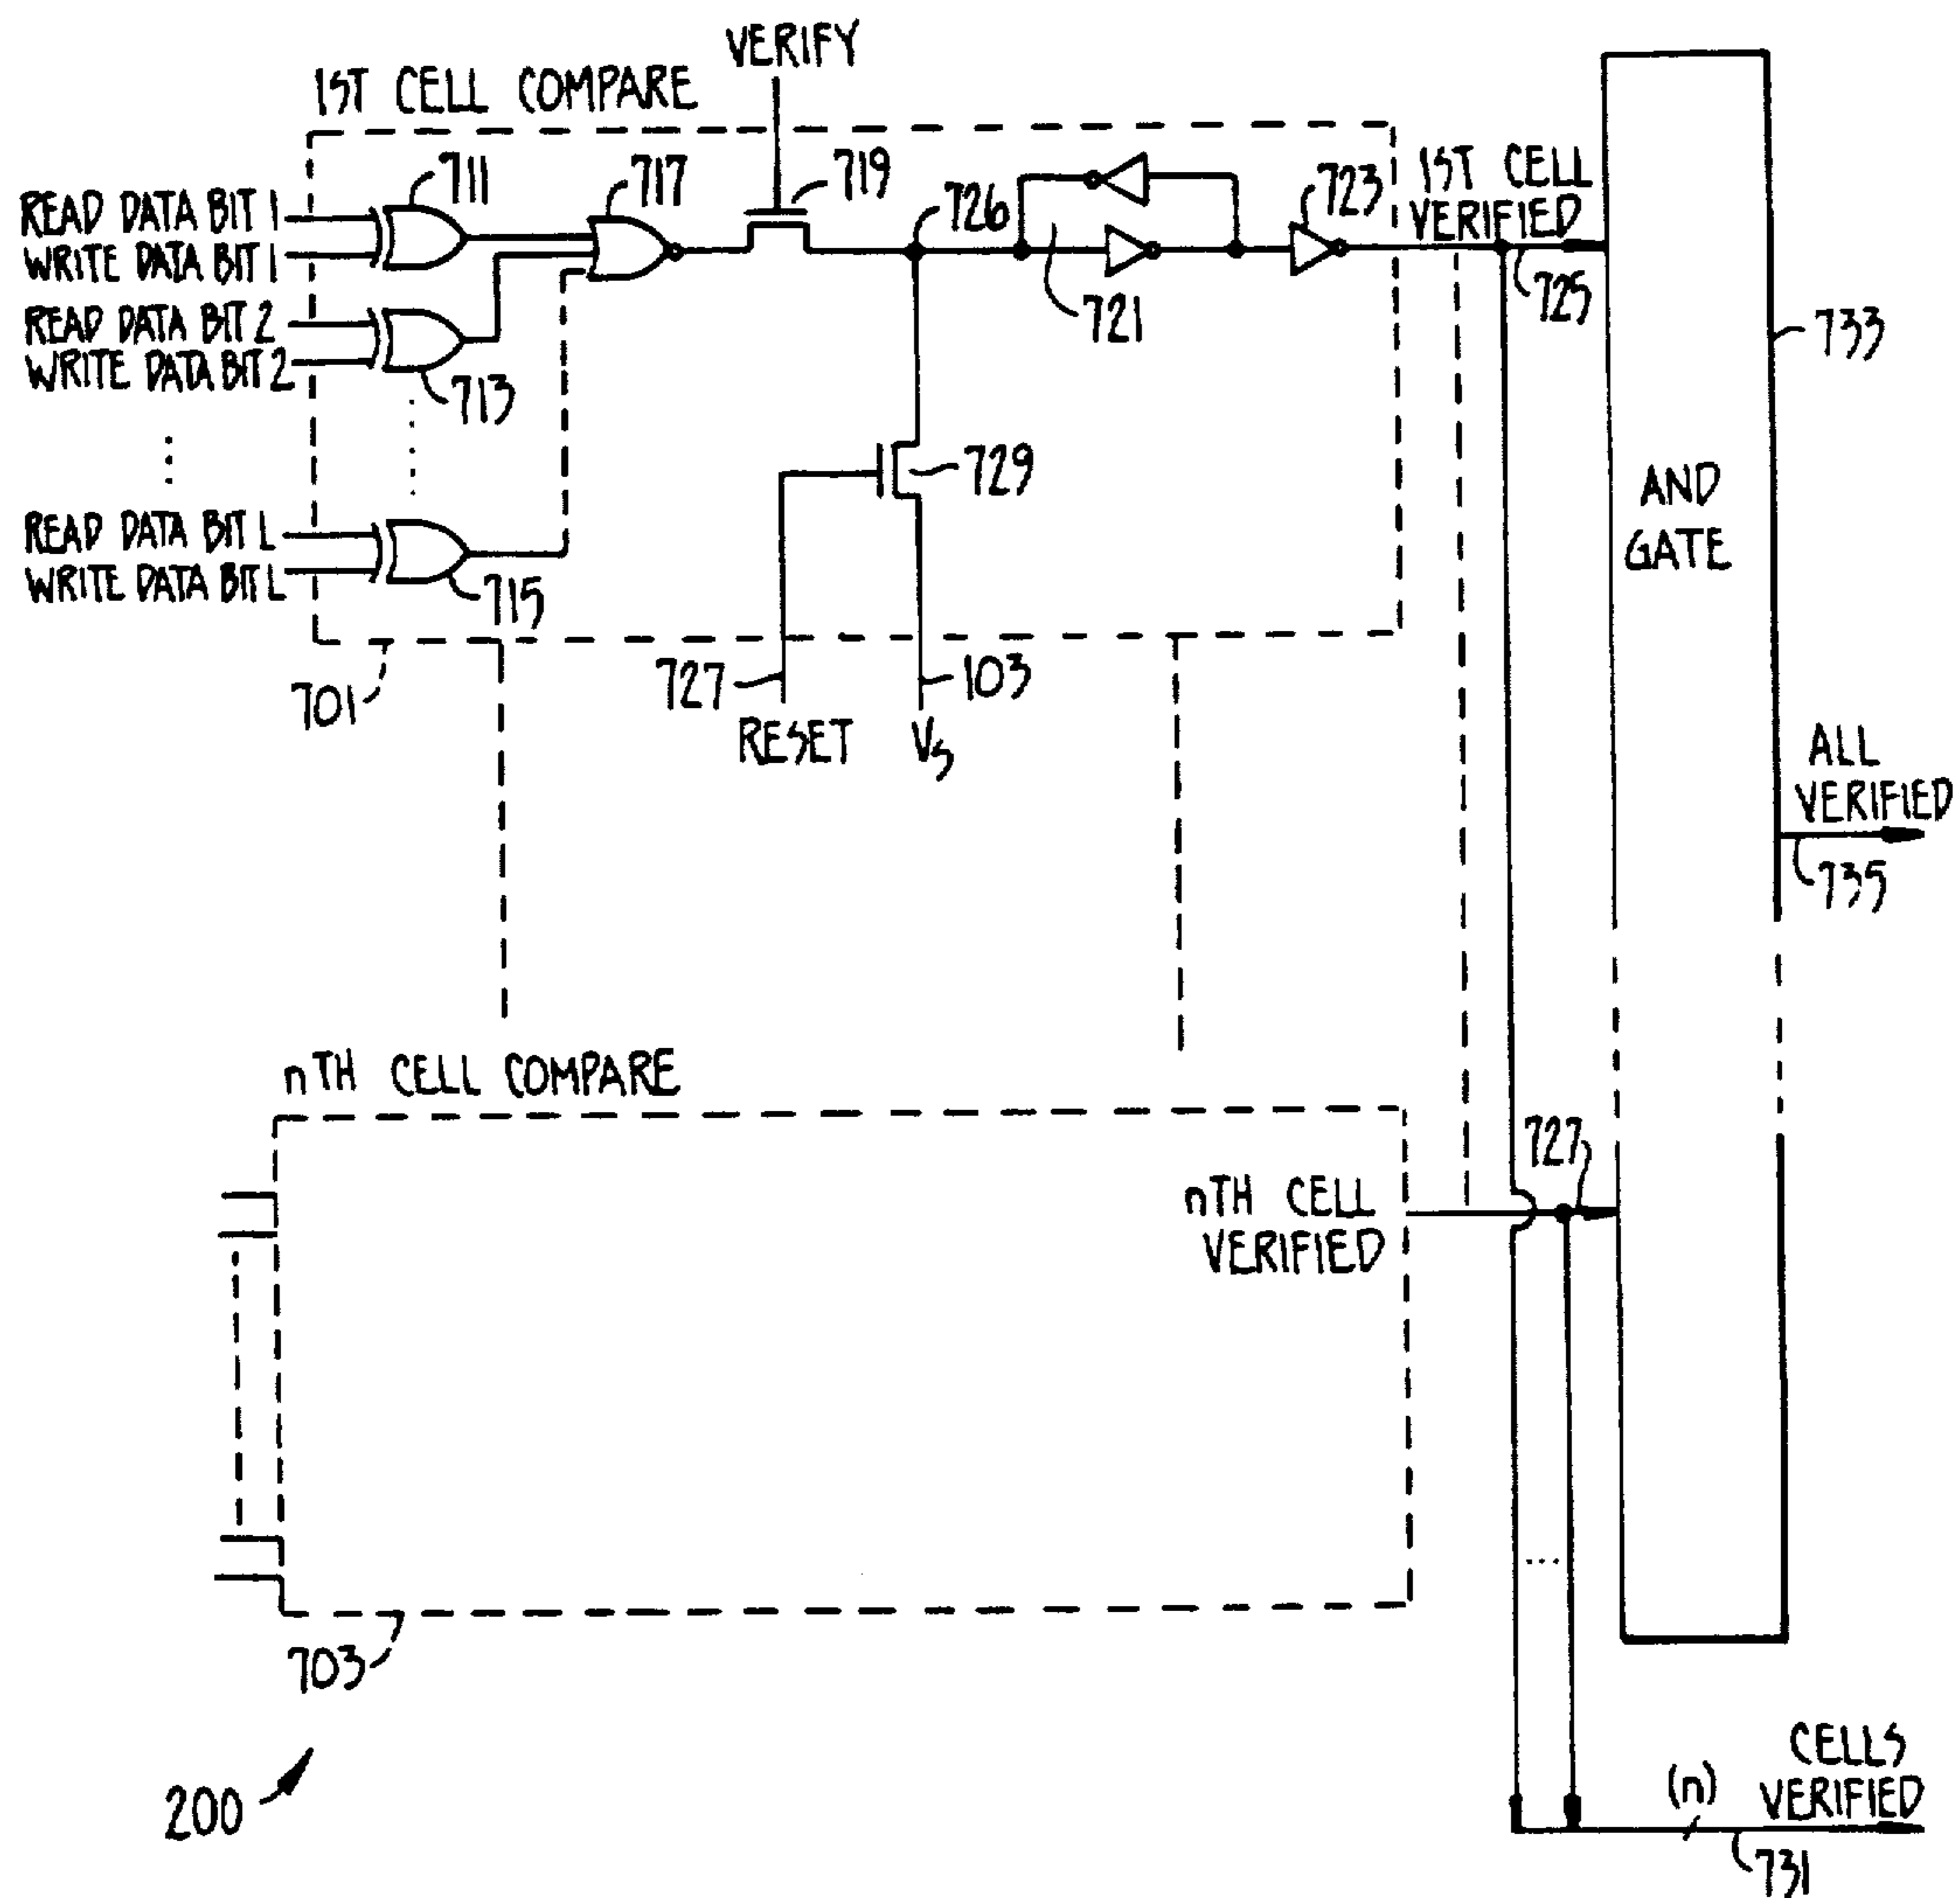 VERIFY
1ST CELL COMPARE
711
717
719
726
723
1ST CELL
VERIFIED
READ DATA BIT 1
WRITE DATA BIT 1
725
721
733
READ DATA BIT 2
WRITE DATA BIT 2
713
729
AND
GATE
READ DATA BIT L
WRITE DATA BIT L
715
701
727
103
RESET
VS
ALL
VERIFIED
735
nTH CELL COMPARE
727
nTH CELL
VERIFIED
703
200
(n)
CELLS
VERIFIED
731